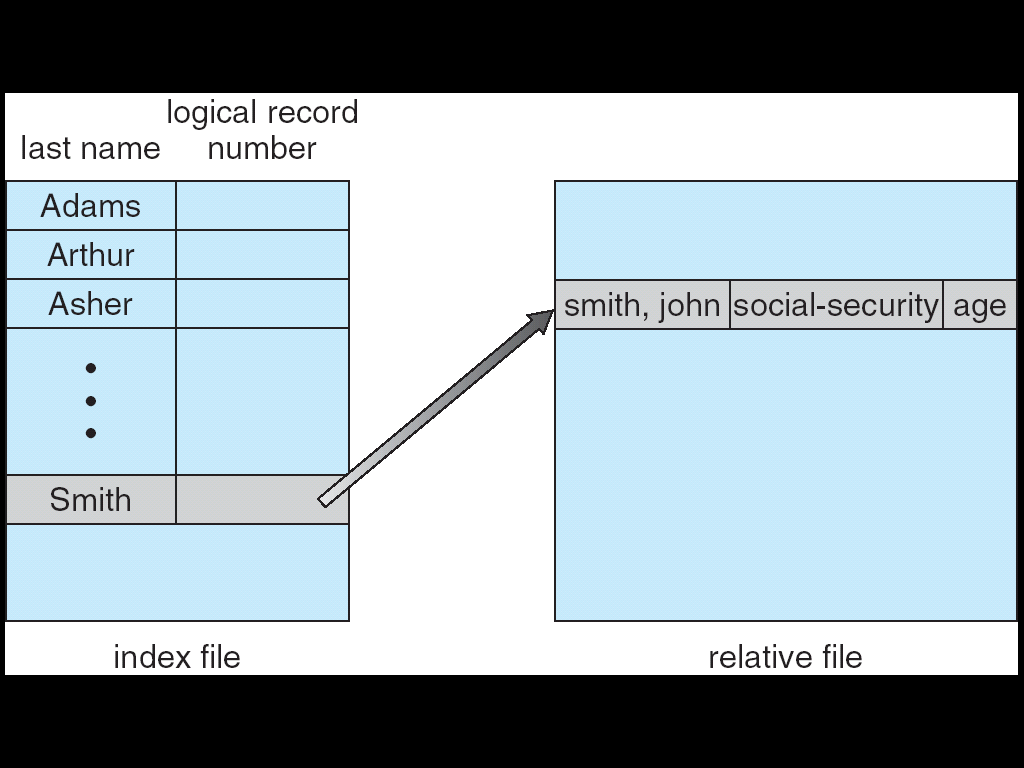 logical record
last name number
Adams
Arthur
Asher
Smith
smith, john social-security age
index file
relative file